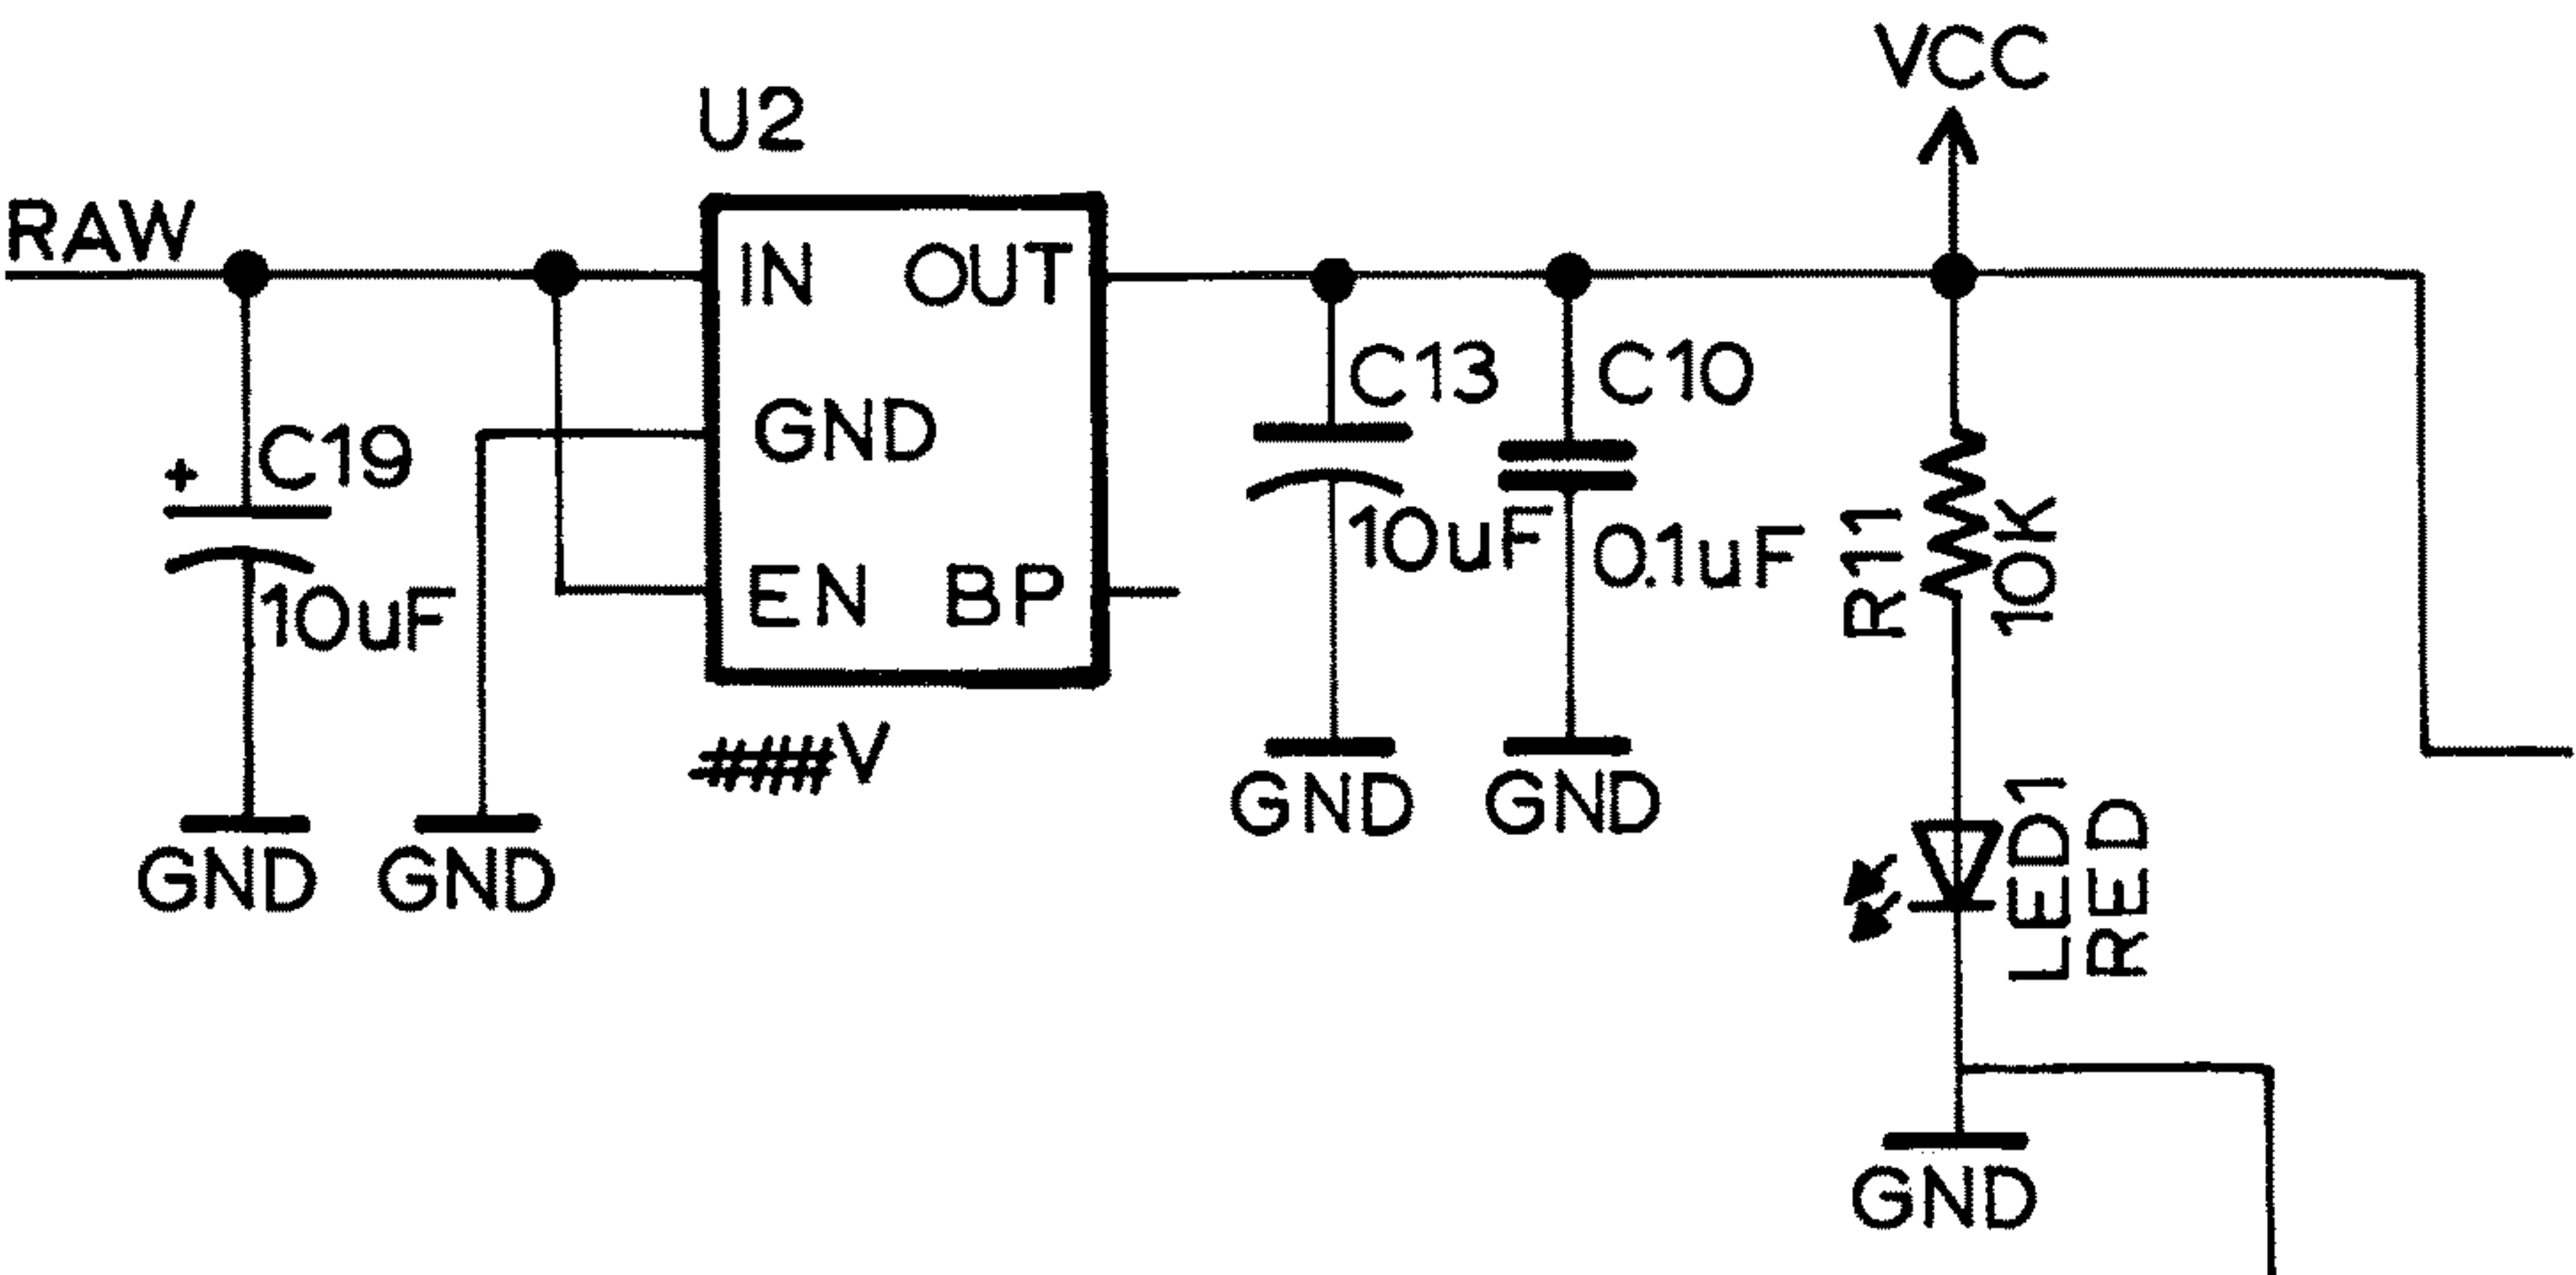 VCC
U2
RAW
IN OUT
GND
EN BP
C13
C10
+ C19
10uF
10uF
0.1uF
R11
10K
###V
GND
GND
GND
GND
LED1
RED
GND